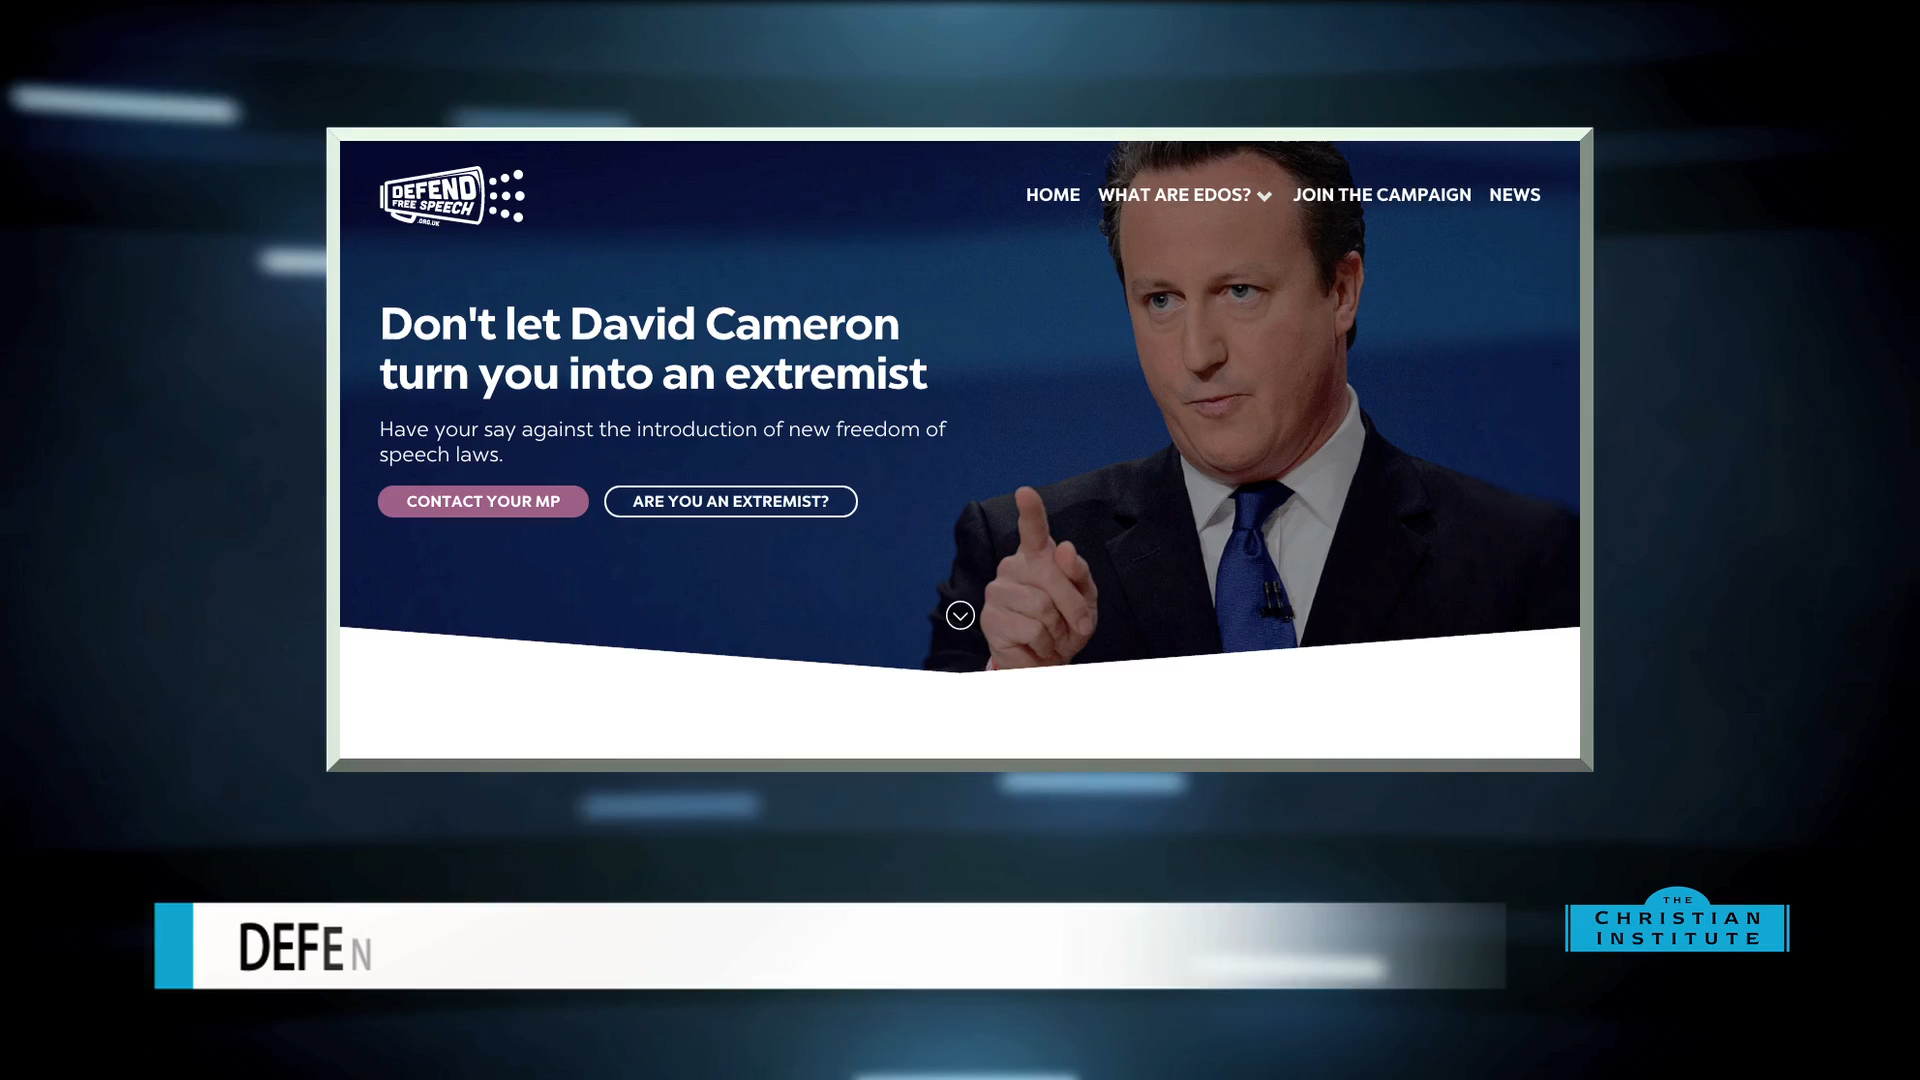 DEFEND
FREE SPEECH
.ORG.UK
HOME WHAT ARE EDOS? JOIN THE CAMPAIGN NEWS
Don't let David Cameron
turn you into an extremist
Have your say against the introduction of new freedom of
speech laws.
CONTACT YOUR MP ARE YOU AN EXTREMIST?
DEFEN
THE
CHRISTIAN
INSTITUTE